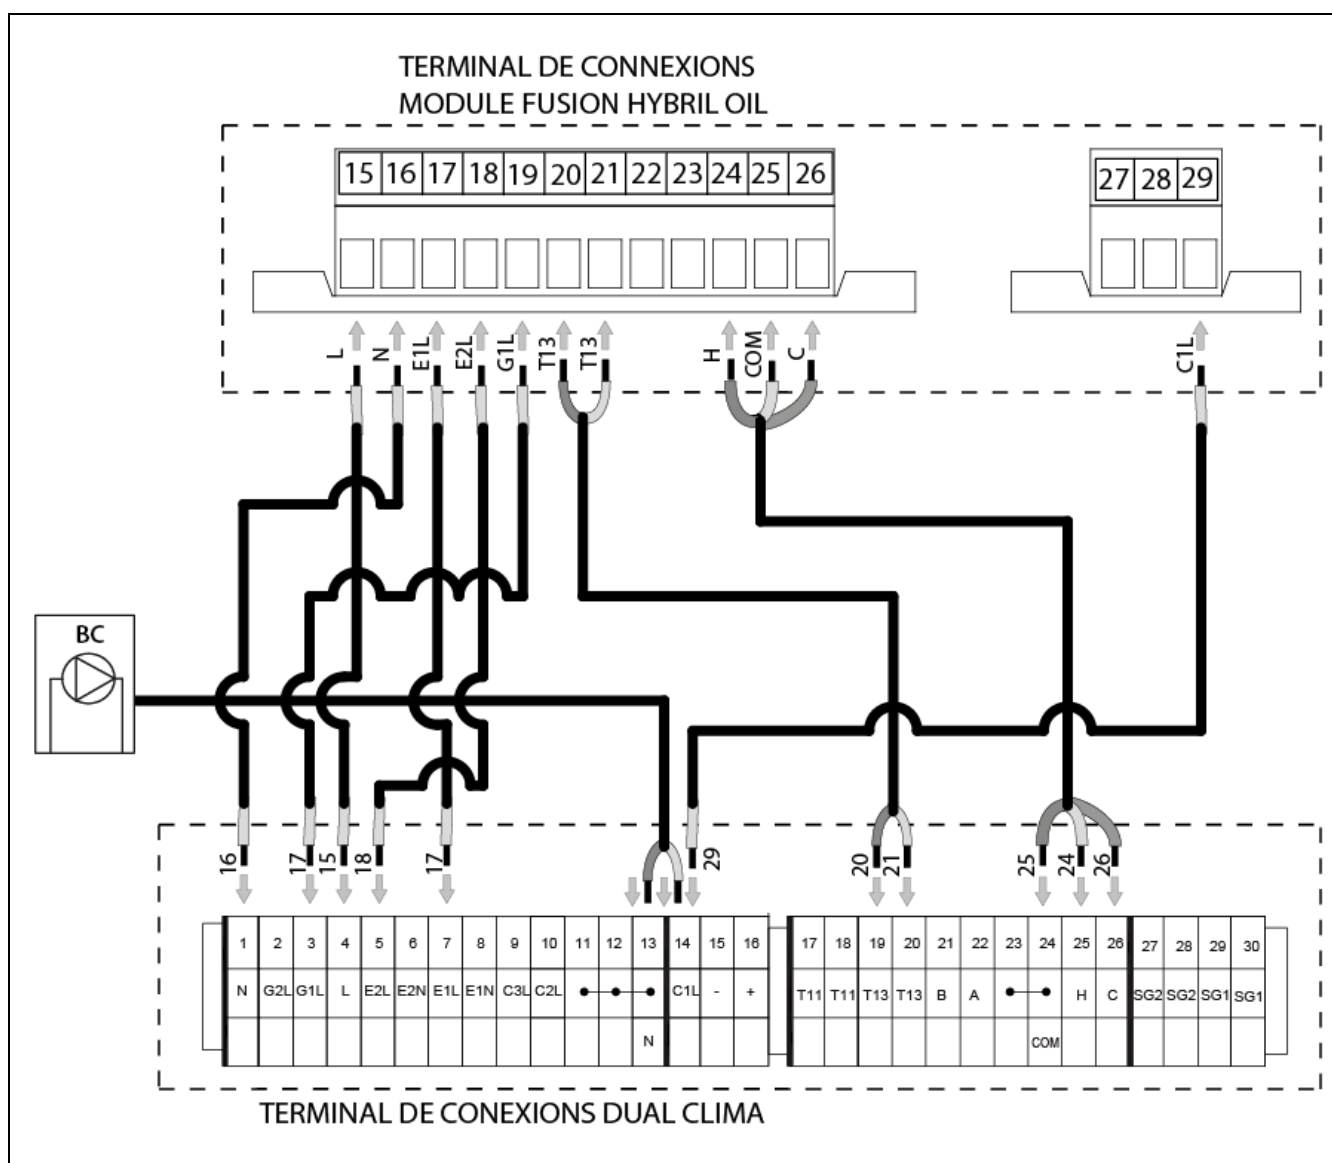 TERMINAL DE CONNEXIONS
MODULE FUSION HYBRIL OIL
15 16 17 18 19 20 21 22 23 24 25 26
27 28 29
L N E1L E2L G1L T13 T13 H COM C C1L
BC
16 17 15 18 17 29 20 21 25 24 26
1 2 3 4 5 6 7 8 9 10 11 12 13 14 15 16 17 18 19 20 21 22 23 24 25 26 27 28 29 30
N G2L G1L L E2L E2N E1L E1N C3L C2L C1L - + T11 T11 T13 T13 B A H C SG2 SG2 SG1 SG1
N COM
TERMINAL DE CONEXIONS DUAL CLIMA